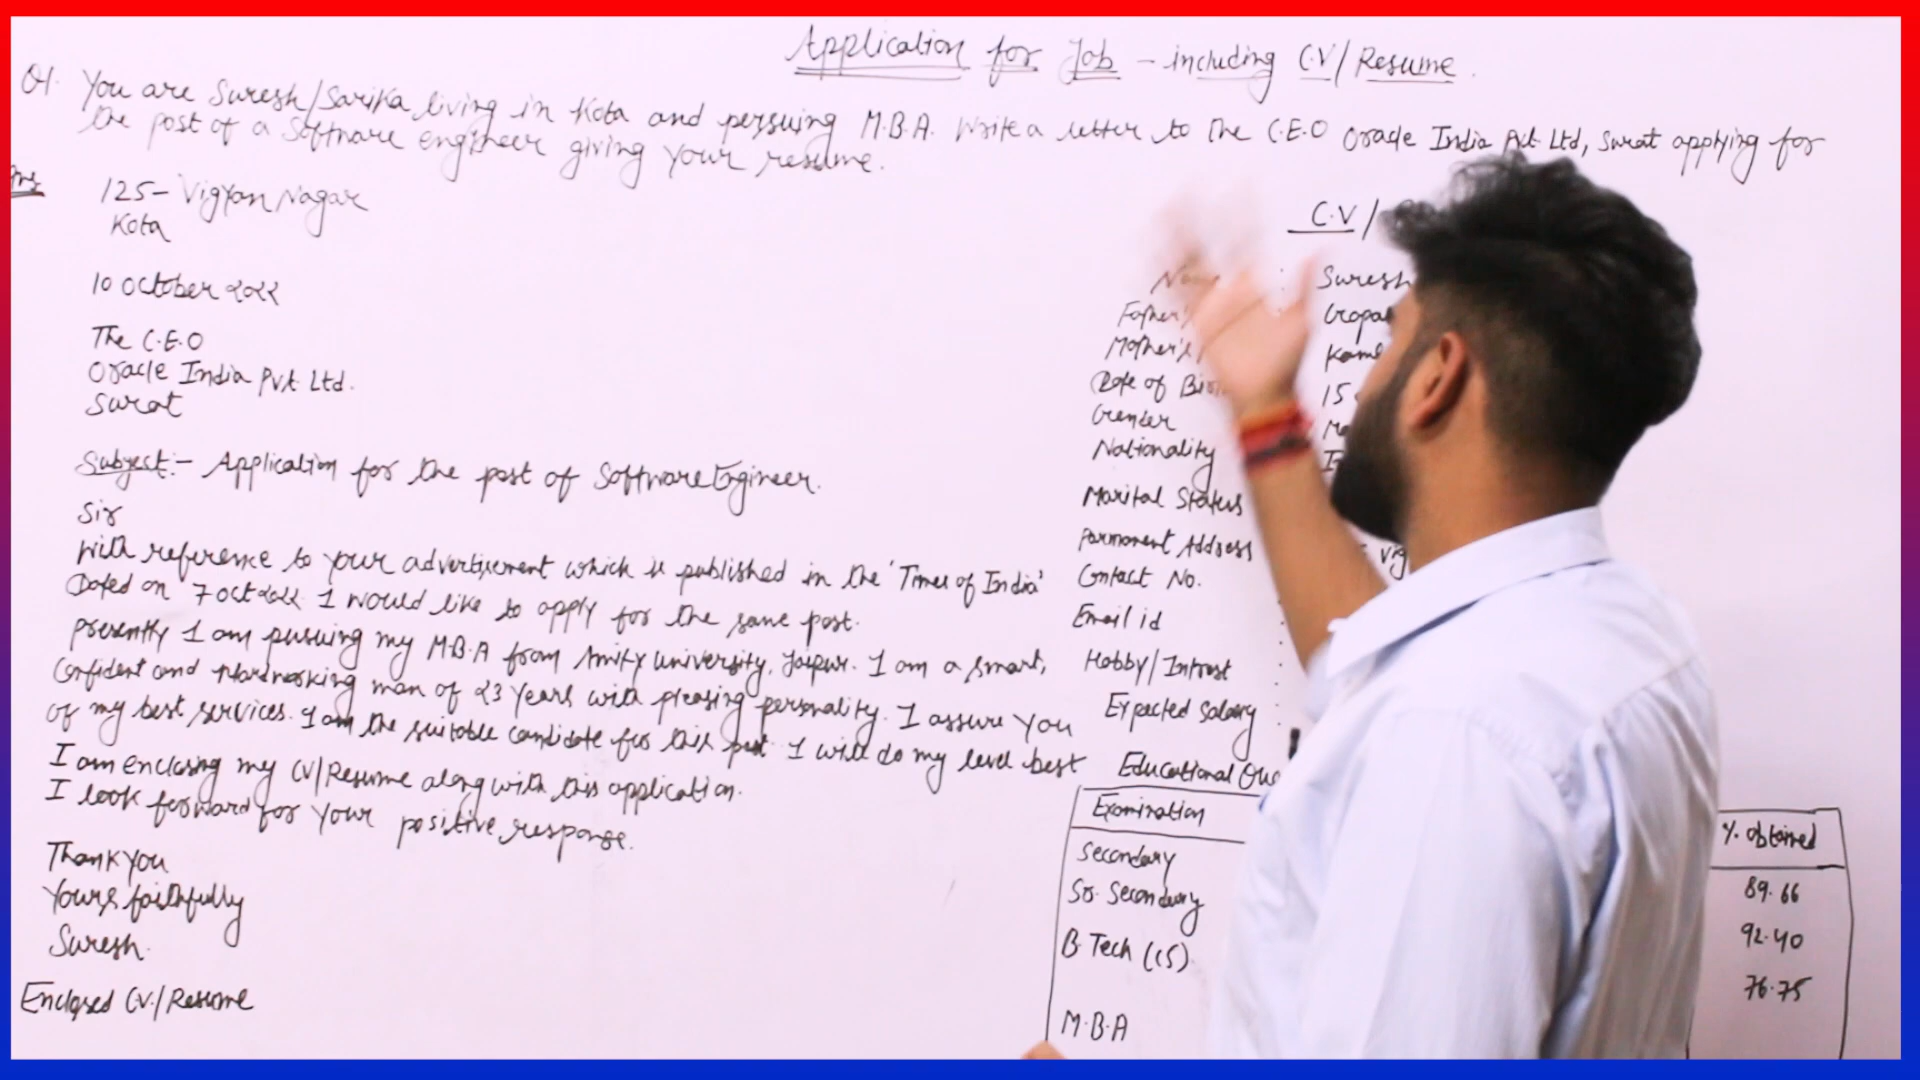 Application for Job - including C.V/Resume.
Q1. You are Suresh/Sarika living in Kota and persuing M.B.A. Write a letter to the C.E.O Oracle India Pvt Ltd, Surat applying for
the post of a Software engineer giving your resume.
Ans
125- Vigyan Nagar
Kota
10 October 2022
The C.E.O
Oracle India Pvt Ltd.
Surat
Subject:- Application for the post of Software Engineer.
Sir
With reference to your advertisement which is published in the 'Times of India'
Dated on 7 oct 2022 I would like to apply for the same post.
presently I am pursuing my M.B.A from Amity University, Jaipur. I am a smart,
Confident and Hardworking man of 23 years with pleasing personality. I assure you
of my best services. I am the suitable candidate for this post. I will do my level best
I am enclosing my CV/Resume along with this application.
I look forward for your positive response.
Thank you
Yours faithfully
Suresh.
Enclosed C.V./Resume
C.V/
Suresh
Father's
Mother's
Date of
Gender
Nationality
Marital Status
Parmanent Address
Contact No.
Email id
Hobby/Intrest :
Expected Salary :
Educational
Examination % obtained
Secondary 89.66
Sr. Secondary 92.40
B Tech (CS) 76.75
M.B.A